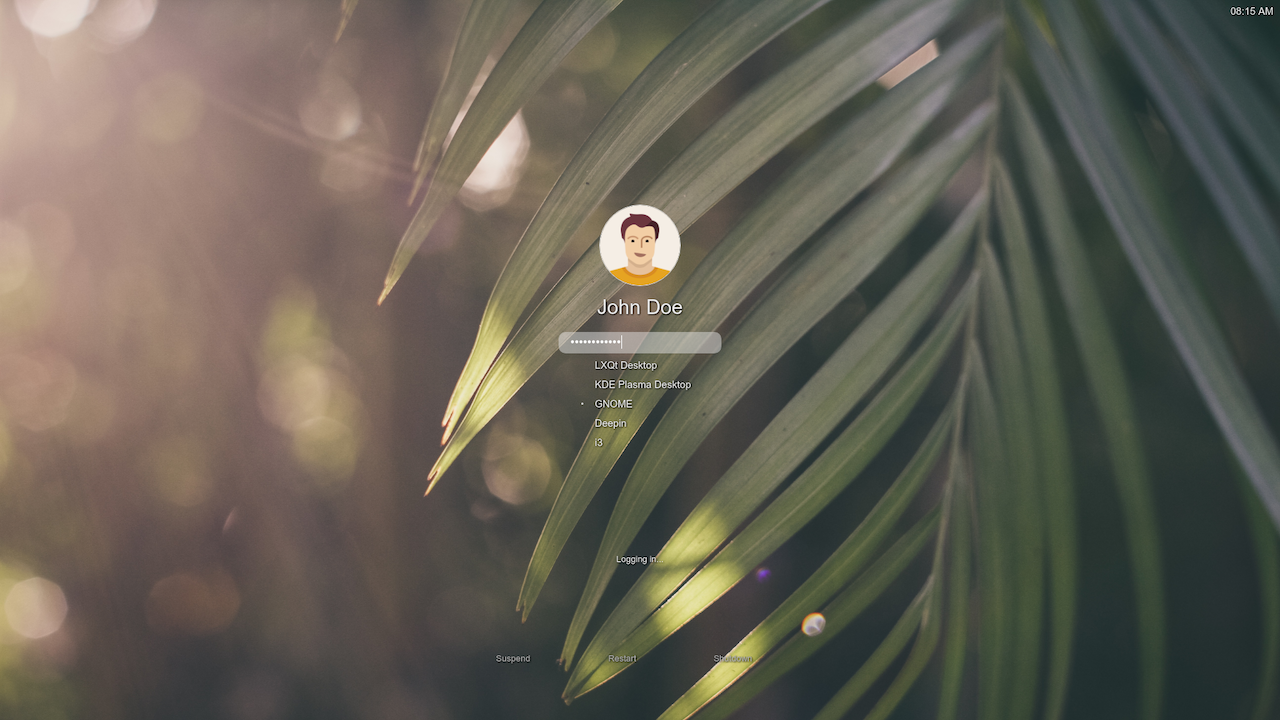 08:15 AM
John Doe
LXQt Desktop
KDE Plasma Desktop
GNOME
Deepin
i3
Logging in...
Suspend Restart Shutdown